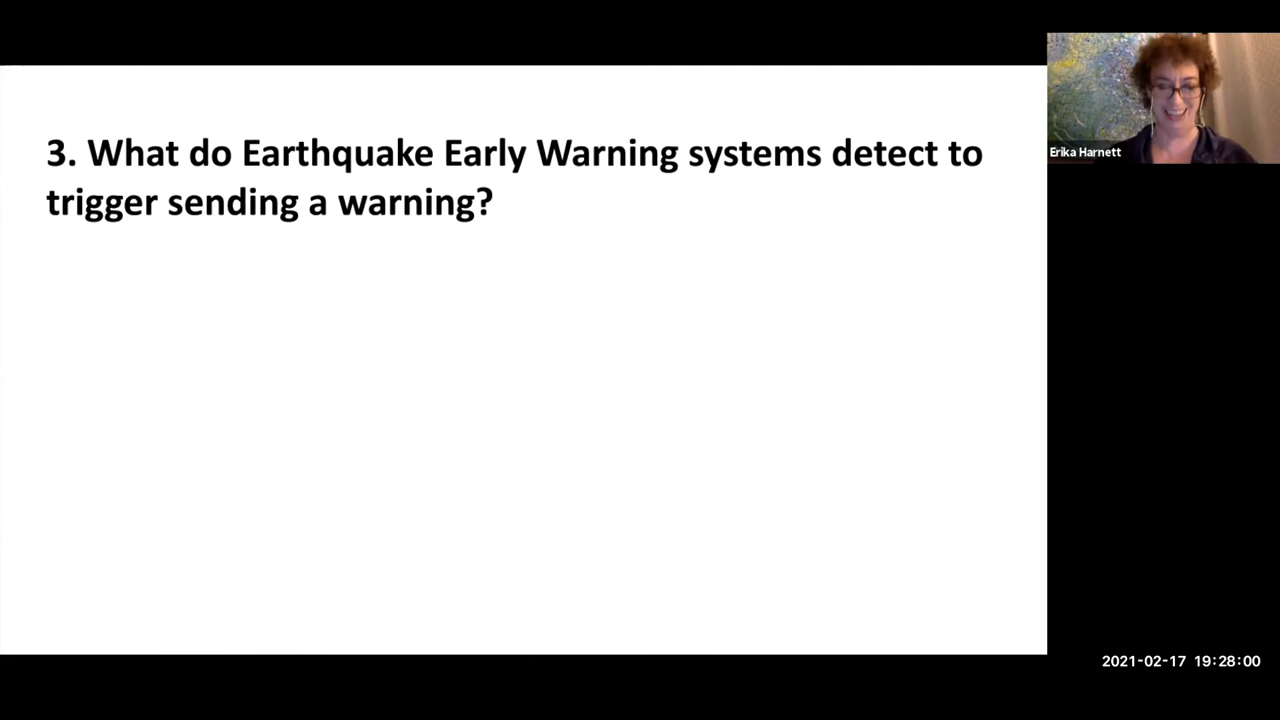 3. What do Earthquake Early Warning systems detect to
trigger sending a warning?
Erika Harnett
2021-02-17 19:28:00